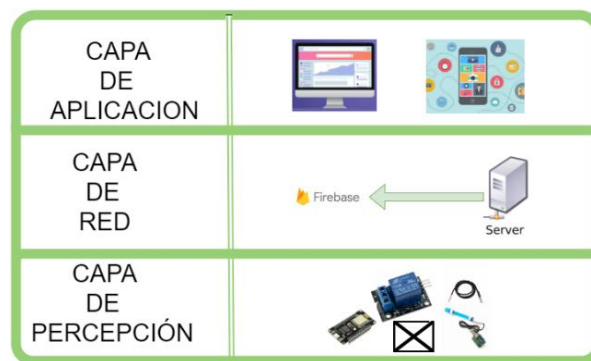 CAPA
DE
APLICACION
CAPA
DE
RED
Firebase
Server
CAPA
DE
PERCEPCIÓN